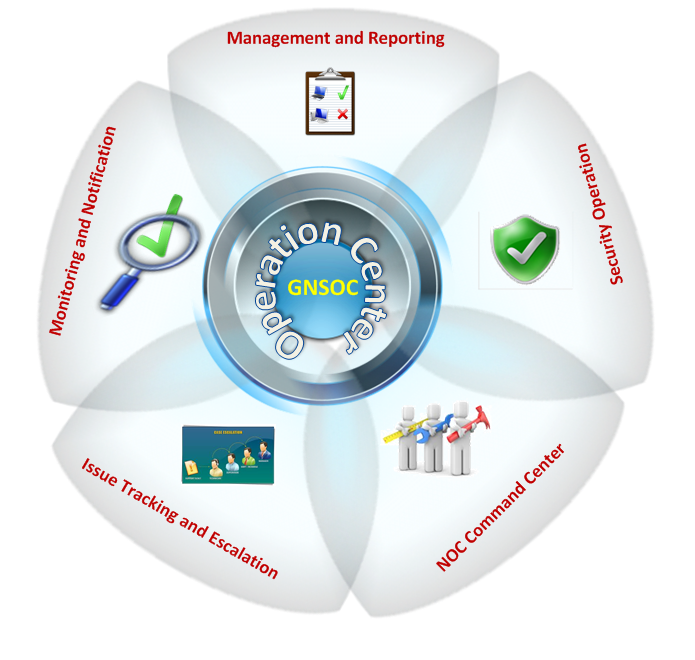 Management and Reporting
Monitoring and Notification
Security Operation
Operation Center
GNSOC
Issue Tracking and Escalation
NOC Command Center